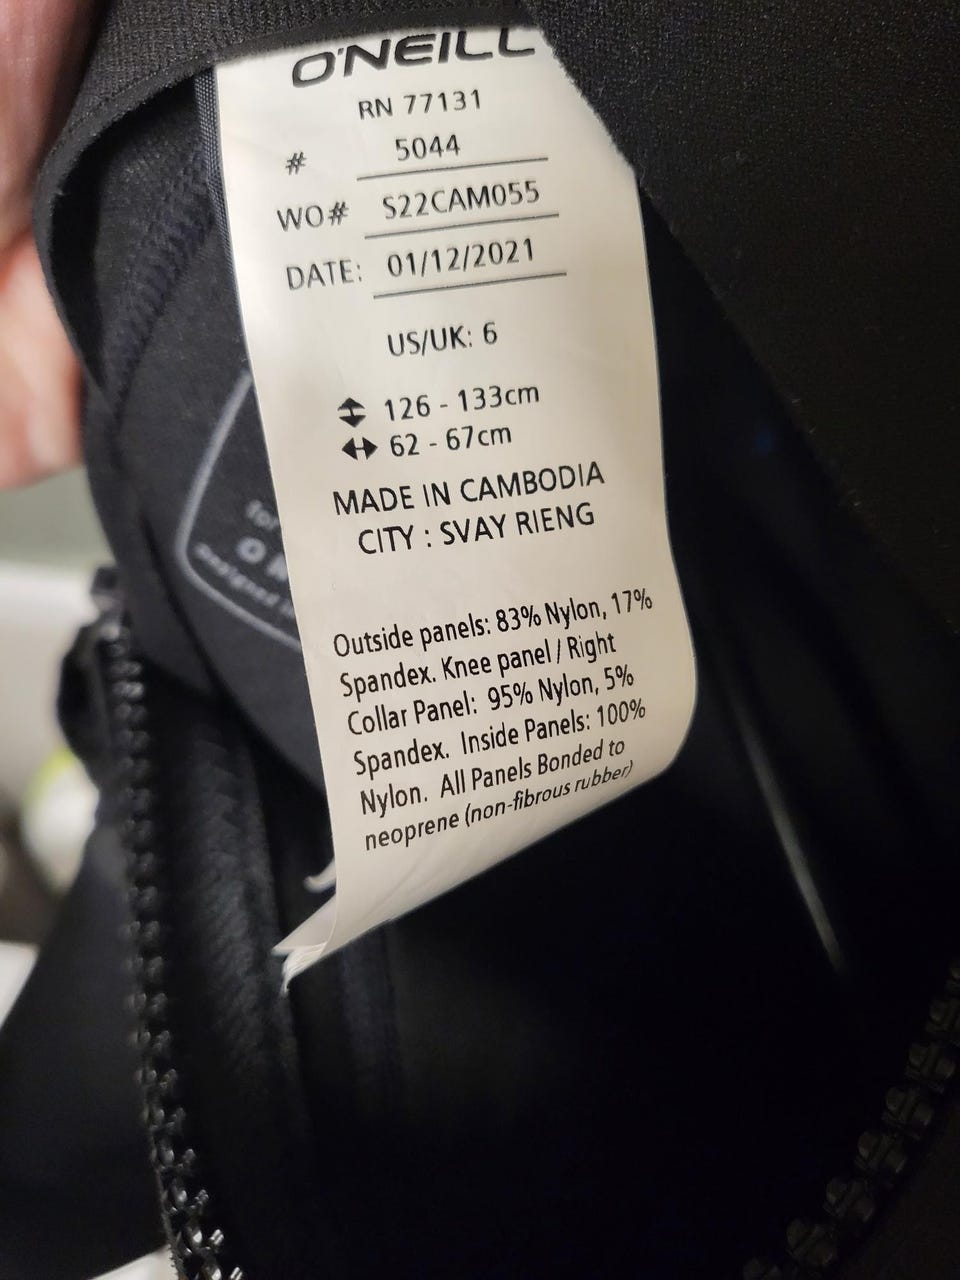 O'NEILL
RN 77131
# 5044
WO# S22CAM055
DATE: 01/12/2021
US/UK: 6
126 - 133cm
62 - 67cm
MADE IN CAMBODIA
CITY : SVAY RIENG
Outside panels: 83% Nylon, 17%
Spandex. Knee panel / Right
Collar Panel: 95% Nylon, 5%
Spandex. Inside Panels: 100%
Nylon. All Panels Bonded to
neoprene (non-fibrous rubber)